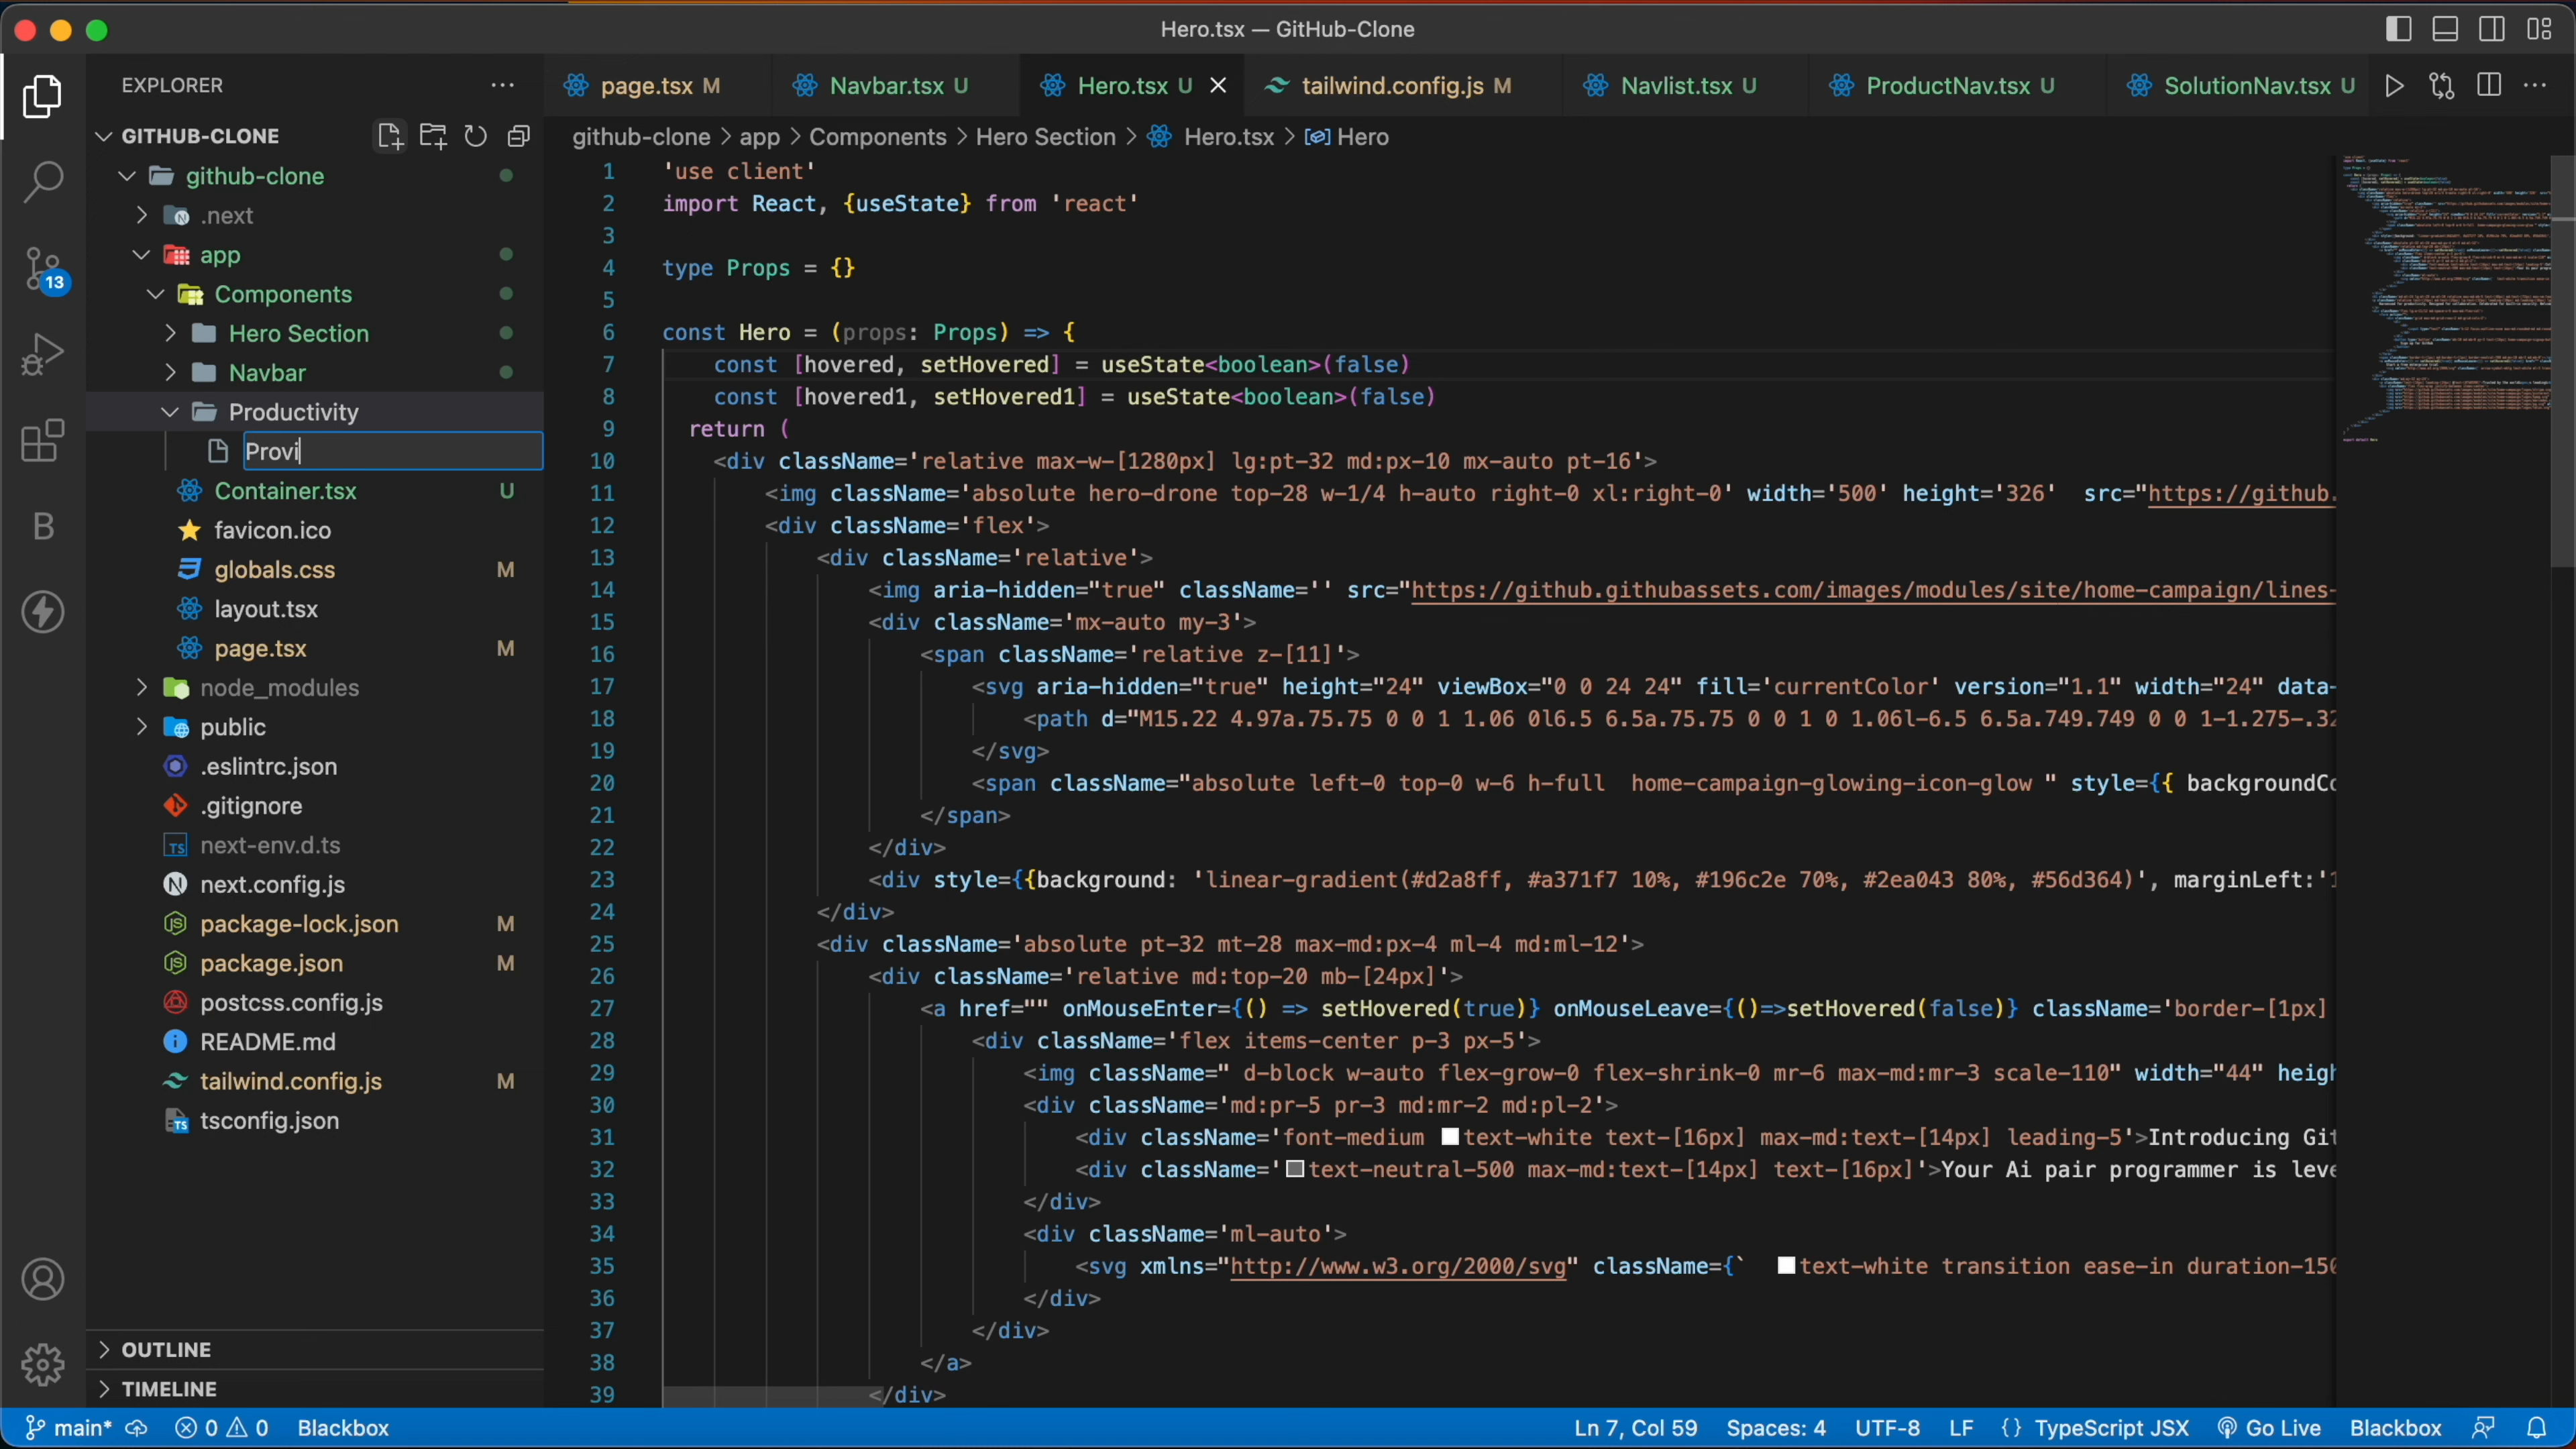 Hero.tsx — GitHub-Clone
EXPLORER
page.tsx M
Navbar.tsx U
Hero.tsx U
tailwind.config.js M
Navlist.tsx U
ProductNav.tsx U
SolutionNav.tsx U
github-clone > app > Components > Hero Section > Hero.tsx > Hero
GITHUB-CLONE
github-clone
.next
app
Components
Hero Section
Navbar
Productivity
Provi
Container.tsx U
favicon.ico
globals.css M
layout.tsx
page.tsx M
node_modules
public
.eslintrc.json
.gitignore
next-env.d.ts
next.config.js
package-lock.json M
package.json M
postcss.config.js
README.md
tailwind.config.js M
tsconfig.json
OUTLINE
TIMELINE
13
B
1 'use client'
2 import React, {useState} from 'react'
3
4 type Props = {}
5
6 const Hero = (props: Props) => {
7 const [hovered, setHovered] = useState<boolean>(false)
8 const [hovered1, setHovered1] = useState<boolean>(false)
9 return (
10 <div className='relative max-w-[1280px] lg:pt-32 md:px-10 mx-auto pt-16'>
11 <img className='absolute hero-drone top-28 w-1/4 h-auto right-0 xl:right-0' width='500' height='326'  src="https://github.
12 <div className='flex'>
13 <div className='relative'>
14 <img aria-hidden="true" className='' src="https://github.githubassets.com/images/modules/site/home-campaign/lines-
15 <div className='mx-auto my-3'>
16 <span className='relative z-[11]'>
17 <svg aria-hidden="true" height="24" viewBox="0 0 24 24" fill='currentColor' version="1.1" width="24" data-
18 <path d="M15.22 4.97a.75.75 0 0 1 1.06 0l6.5 6.5a.75.75 0 0 1 0 1.06l-6.5 6.5a.749.749 0 0 1-1.275-.32
19 </svg>
20 <span className="absolute left-0 top-0 w-6 h-full  home-campaign-glowing-icon-glow " style={{ backgroundCo
21 </span>
22 </div>
23 <div style={{background: 'linear-gradient(#d2a8ff, #a371f7 10%, #196c2e 70%, #2ea043 80%, #56d364)', marginLeft:'1
24 </div>
25 <div className='absolute pt-32 mt-28 max-md:px-4 ml-4 md:ml-12'>
26 <div className='relative md:top-20 mb-[24px]'>
27 <a href="" onMouseEnter={() => setHovered(true)} onMouseLeave={()=>setHovered(false)} className='border-[1px]
28 <div className='flex items-center p-3 px-5'>
29 <img className=" d-block w-auto flex-grow-0 flex-shrink-0 mr-6 max-md:mr-3 scale-110" width="44" heigh
30 <div className='md:pr-5 pr-3 md:mr-2 md:pl-2'>
31 <div className='font-medium text-white text-[16px] max-md:text-[14px] leading-5'>Introducing Git
32 <div className='text-neutral-500 max-md:text-[14px] text-[16px]'>Your Ai pair programmer is leve
33 </div>
34 <div className='ml-auto'>
35 <svg xmlns="http://www.w3.org/2000/svg" className={`  text-white transition ease-in duration-150
36 </div>
37 </div>
38 </a>
39 </div>
main* 0 0 Blackbox
Ln 7, Col 59 Spaces: 4 UTF-8 LF {} TypeScript JSX Go Live Blackbox